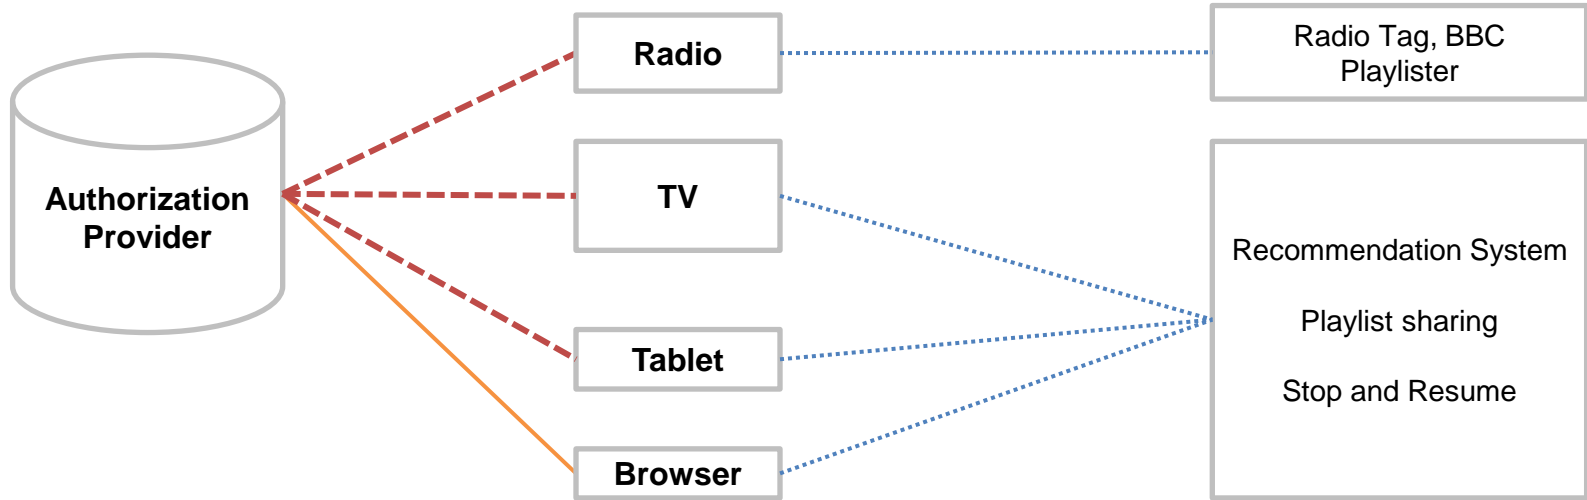 Authorization
Provider
Radio
TV
Tablet
Browser
Radio Tag, BBC
Playlister
Recommendation System
Playlist sharing
Stop and Resume